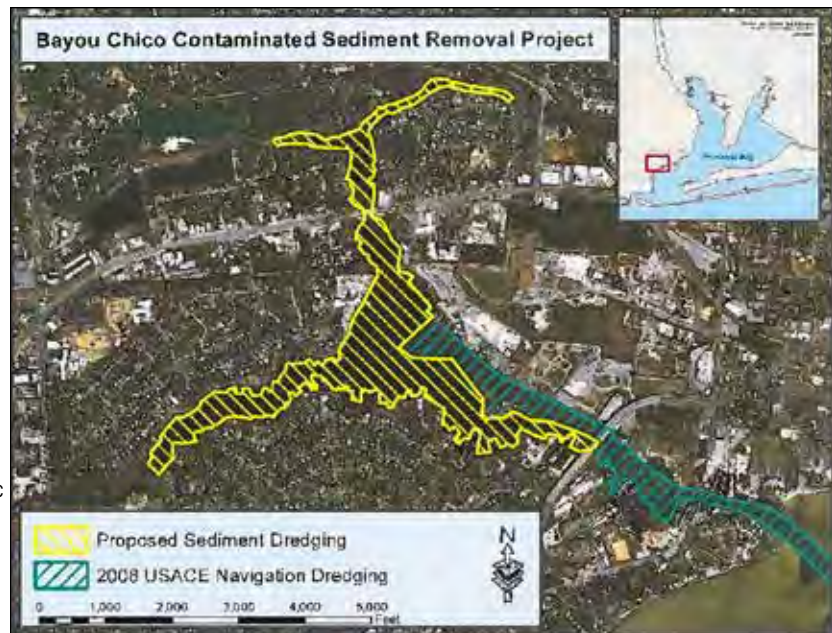 Bayou Chico Contaminated Sediment Removal Project
c
Proposed Sediment Dredging
2008 USACE Navigation Dredging
N
0 1,000 2,000 3,000 4,000 5,000
Feet